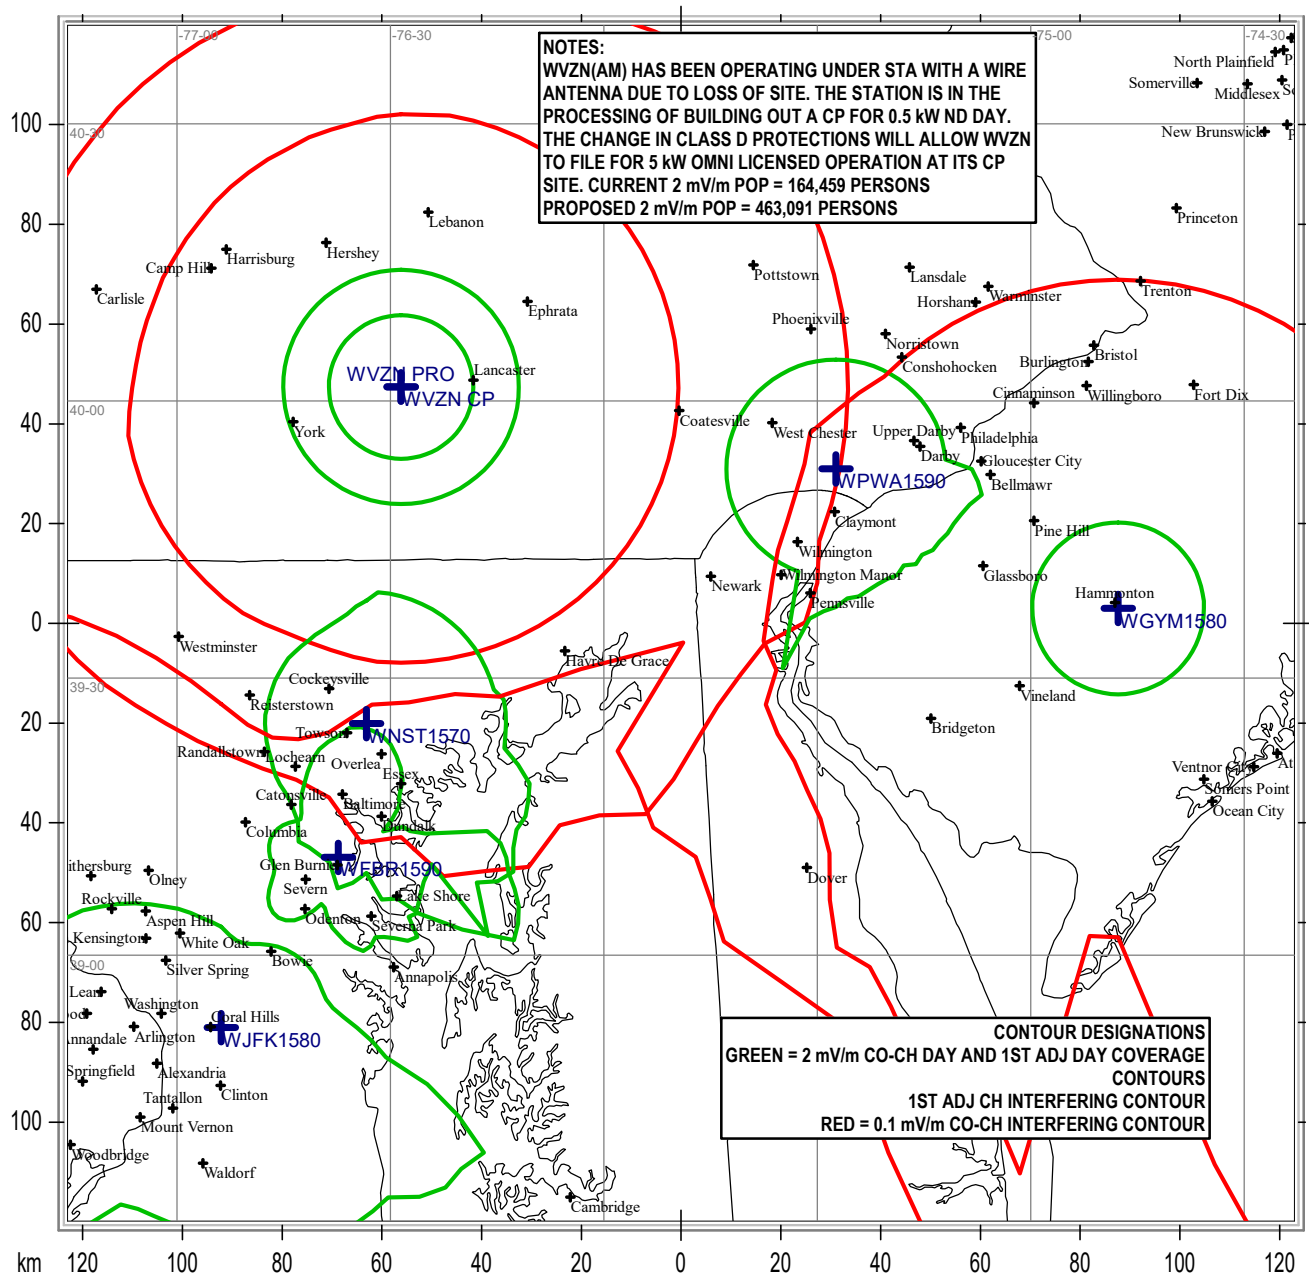 -77-00
-76-30
-75-00
-74-30
NOTES:
WVZN(AM) HAS BEEN OPERATING UNDER STA WITH A WIRE
ANTENNA DUE TO LOSS OF SITE. THE STATION IS IN THE
PROCESSING OF BUILDING OUT A CP FOR 0.5 kW ND DAY.
THE CHANGE IN CLASS D PROTECTIONS WILL ALLOW WVZN
TO FILE FOR 5 kW OMNI LICENSED OPERATION AT ITS CP
SITE. CURRENT 2 mV/m POP = 164,459 PERSONS
PROPOSED 2 mV/m POP = 463,091 PERSONS
North Plainfield
P
Somerville
Middlesex
So
100
40-30
New Brunswick
P
80
Lebanon
Princeton
Harrisburg
Hershey
Camp Hill
Pottstown
Lansdale
Carlisle
Horsham
Warminster
Trenton
Ephrata
60
Phoenixville
Norristown
Conshohocken
Burlington
Bristol
WVZN PRO
Lancaster
WVZN CP
Cinnaminson
Willingboro
Fort Dix
40-00
40
York
Coatesville
West Chester
Upper Darby
Philadelphia
Darby
Gloucester City
WPWA1590
Bellmawr
20
Claymont
Pine Hill
Wilmington
Newark
Wilmington Manor
Glassboro
Pennsville
Hammonton
WGYM1580
0
Westminster
Havre De Grace
39-30
Cockeysville
Reisterstown
Vineland
20
Towson
WNST1570
Bridgeton
Randallstown
Lochearn
Overlea
Essex
Ventnor City
At
Somers Point
Catonsville
Baltimore
Ocean City
40
Columbia
Dundalk
Glen Burnie
WFBR1590
ithersburg
Olney
Severn
Dover
Rockville
Lake Shore
60
Aspen Hill
Odenton
Severna Park
Kensington
White Oak
39-00
Silver Spring
Bowie
Annapolis
Lean
Washington
Coral Hills
80
Arlington
WJFK1580
nnandale
CONTOUR DESIGNATIONS
GREEN = 2 mV/m CO-CH DAY AND 1ST ADJ DAY COVERAGE
CONTOURS
1ST ADJ CH INTERFERING CONTOUR
RED = 0.1 mV/m CO-CH INTERFERING CONTOUR
Springfield
Alexandria
Clinton
Tantallon
100
Mount Vernon
Woodbridge
Waldorf
Cambridge
km 120 100 80 60 40 20 0 20 40 60 80 100 120